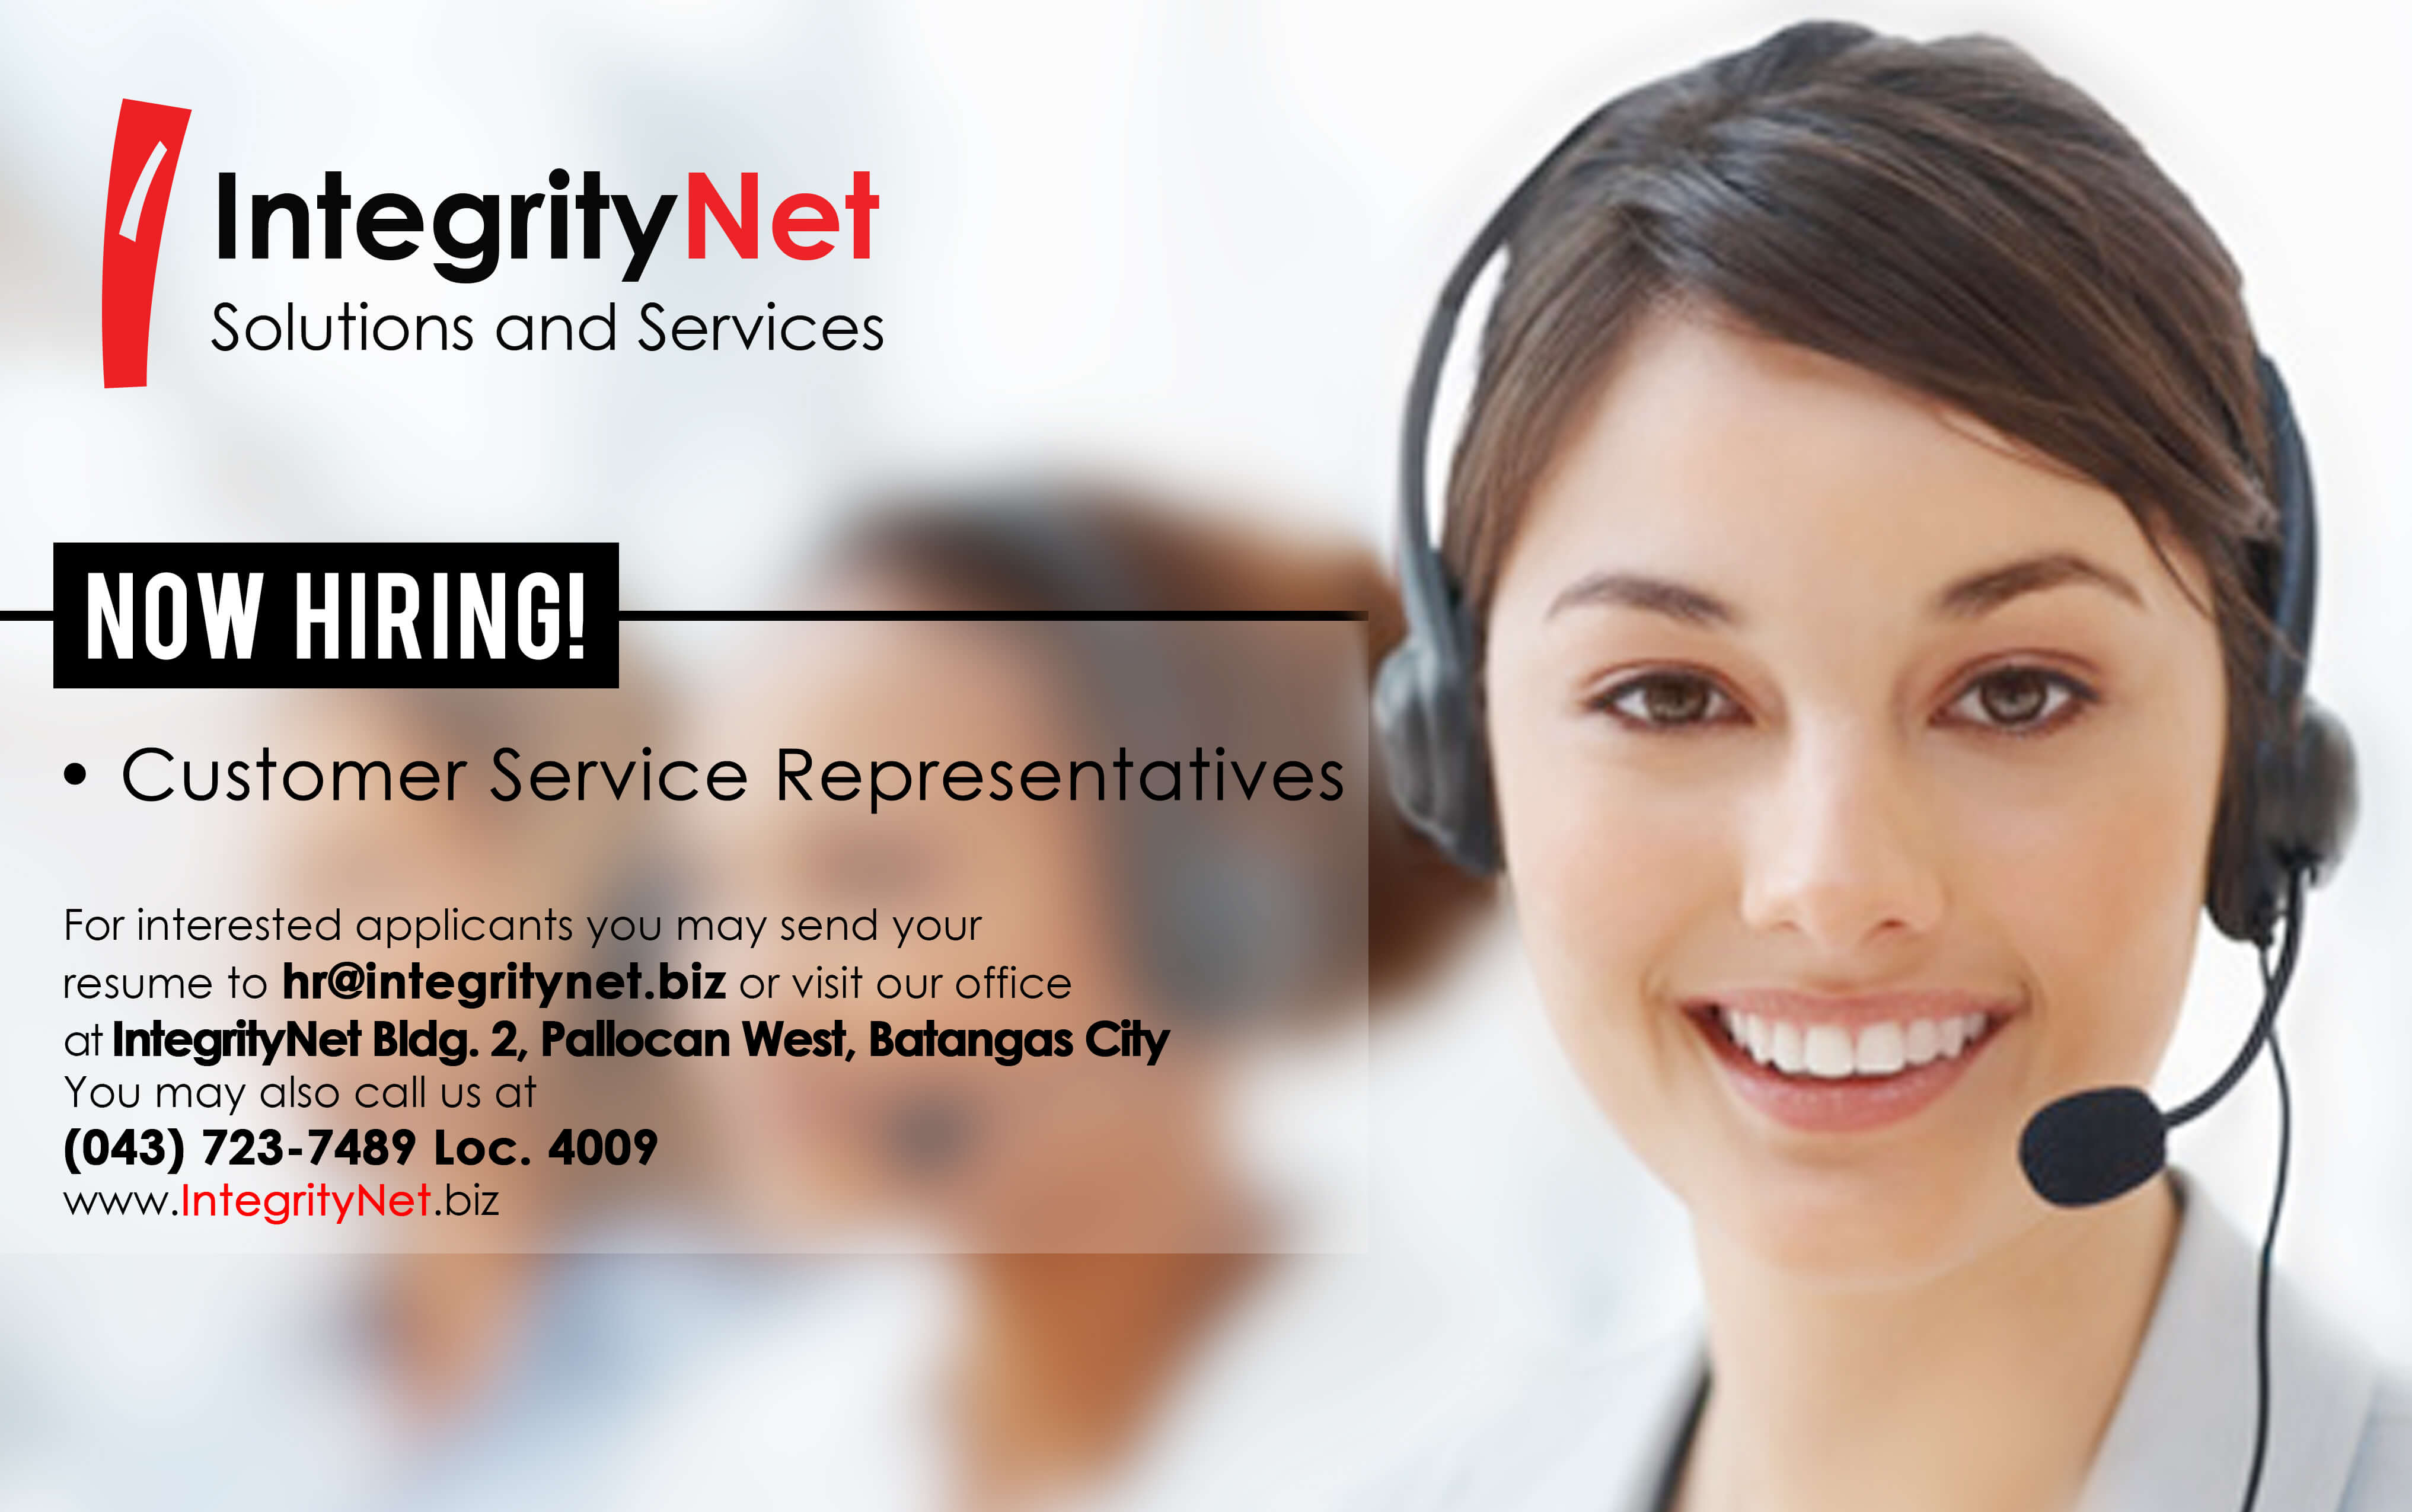 IntegrityNet
Solutions and Services
NOW HIRING!
• Customer Service Representatives
For interested applicants you may send your
resume to hr@integritynet.biz or visit our office
at IntegrityNet Bldg. 2, Pallocan West, Batangas City
You may also call us at
(043) 723-7489 Loc. 4009
www.IntegrityNet.biz